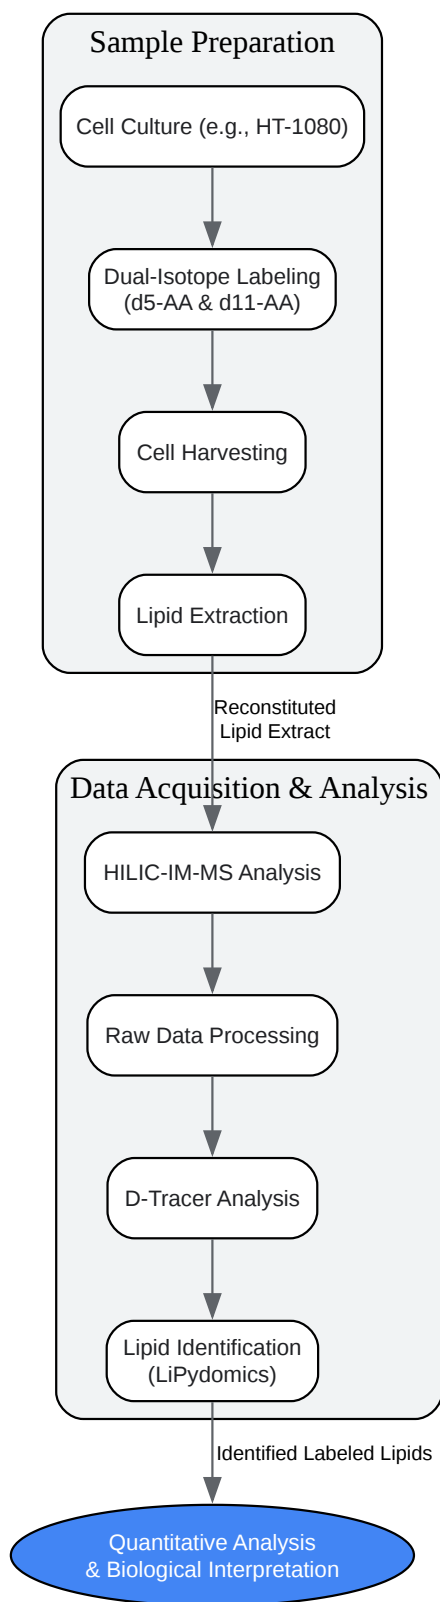 Sample Preparation
Cell Culture (e.g., HT-1080)
Dual-Isotope Labeling
(d5-AA & d11-AA)
Cell Harvesting
Lipid Extraction
Reconstituted
Lipid Extract
Data Acquisition & Analysis
HILIC-IM-MS Analysis
Raw Data Processing
D-Tracer Analysis
Lipid Identification
(LiPydomics)
Identified Labeled Lipids
Quantitative Analysis
& Biological Interpretation